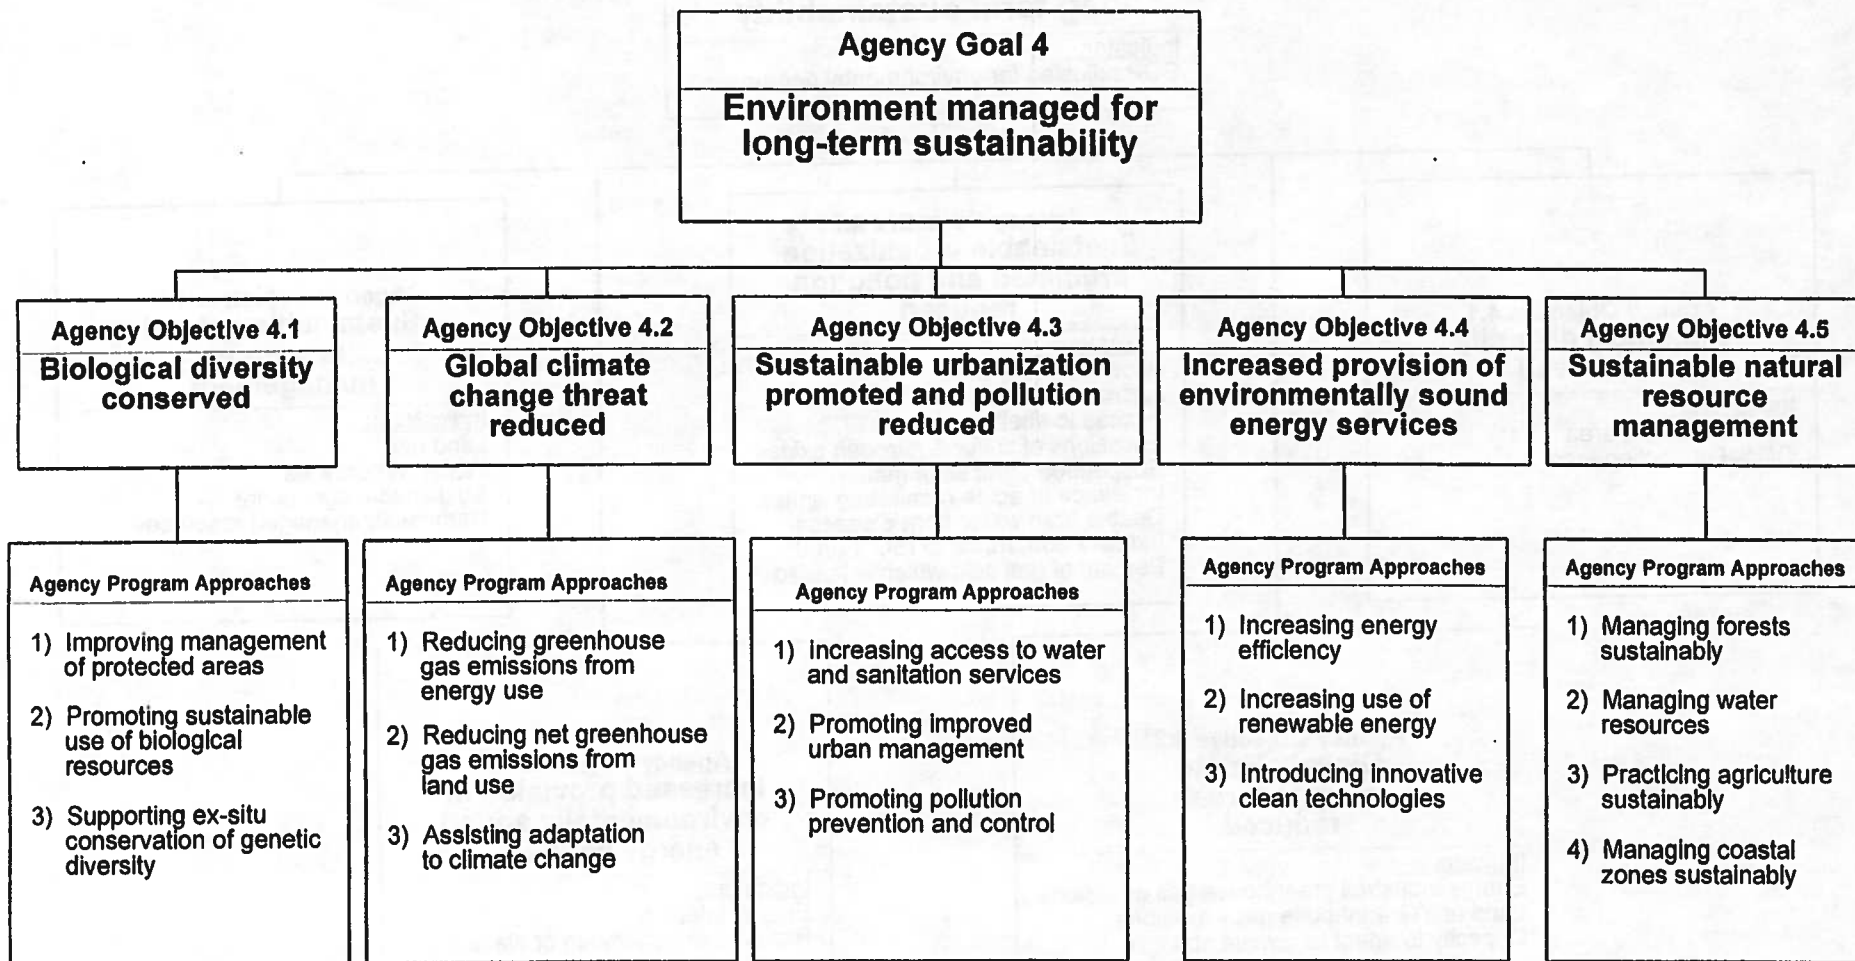 Agency Goal 4
Environment managed for
long-term sustainability
Agency Objective 4.1
Biological diversity
conserved
Agency Objective 4.2
Global climate
change threat
reduced
Agency Objective 4.3
Sustainable urbanization
promoted and pollution
reduced
Agency Objective 4.4
Increased provision of
environmentally sound
energy services
Agency Objective 4.5
Sustainable natural
resource
management
Agency Program Approaches
1) Improving management
of protected areas
2) Promoting sustainable
use of biological
resources
3) Supporting ex-situ
conservation of genetic
diversity
Agency Program Approaches
1) Reducing greenhouse
gas emissions from
energy use
2) Reducing net greenhouse
gas emissions from
land use
3) Assisting adaptation
to climate change
Agency Program Approaches
1) Increasing access to water
and sanitation services
2) Promoting improved
urban management
3) Promoting pollution
prevention and control
Agency Program Approaches
1) Increasing energy
efficlency
2) Increasing use of
renewable energy
3) Introducing innovative
clean technologies
Agency Program Approaches
1) Managing forests
sustainably
2) Managing water
resources
3) Practicing agriculture
sustainably
4) Managing coastal
zones sustainably